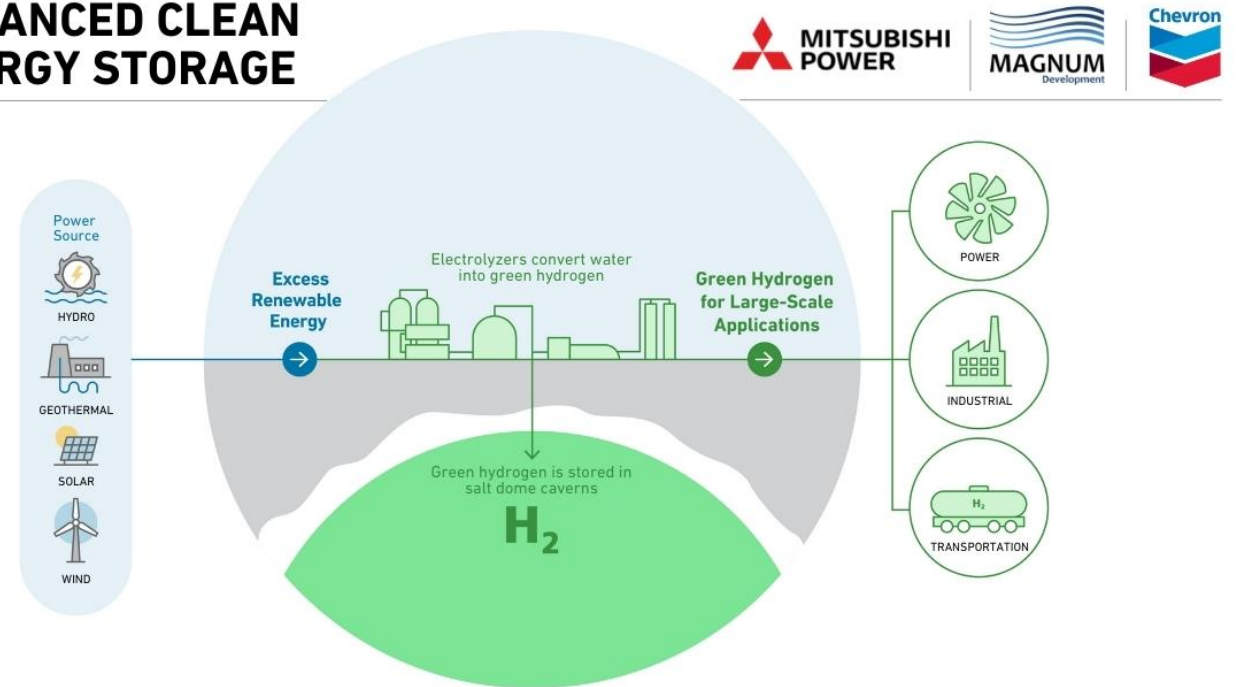 ANCED CLEAN
RGY STORAGE
MITSUBISHI
POWER
MAGNUM
Development
Chevron
Power
Source
HYDRO
GEOTHERMAL
SOLAR
WIND
Excess
Renewable
Energy
Electrolyzers convert water
into green hydrogen
Green Hydrogen
for Large-Scale
Applications
Green hydrogen is stored in
salt dome caverns
H₂
POWER
INDUSTRIAL
H₂
TRANSPORTATION